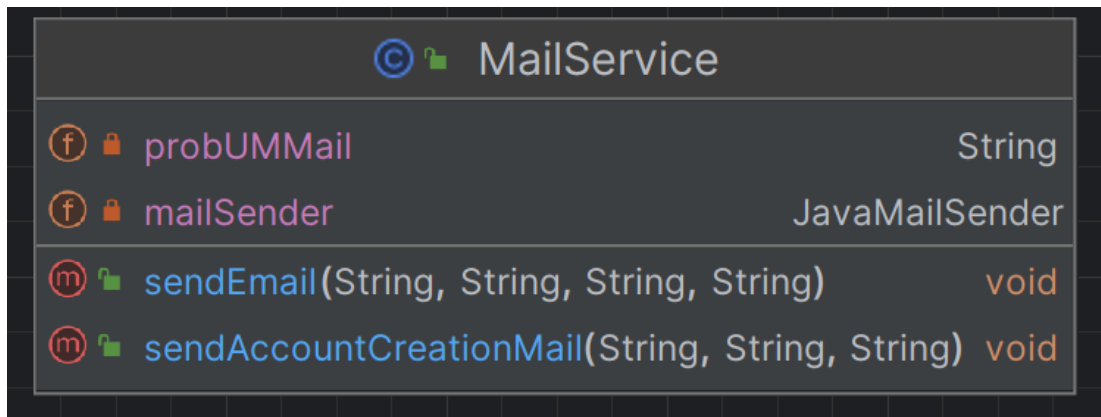 C MailService
f probUMMail String
f mailSender JavaMailSender
m sendEmail(String, String, String, String) void
m sendAccountCreationMail(String, String, String) void